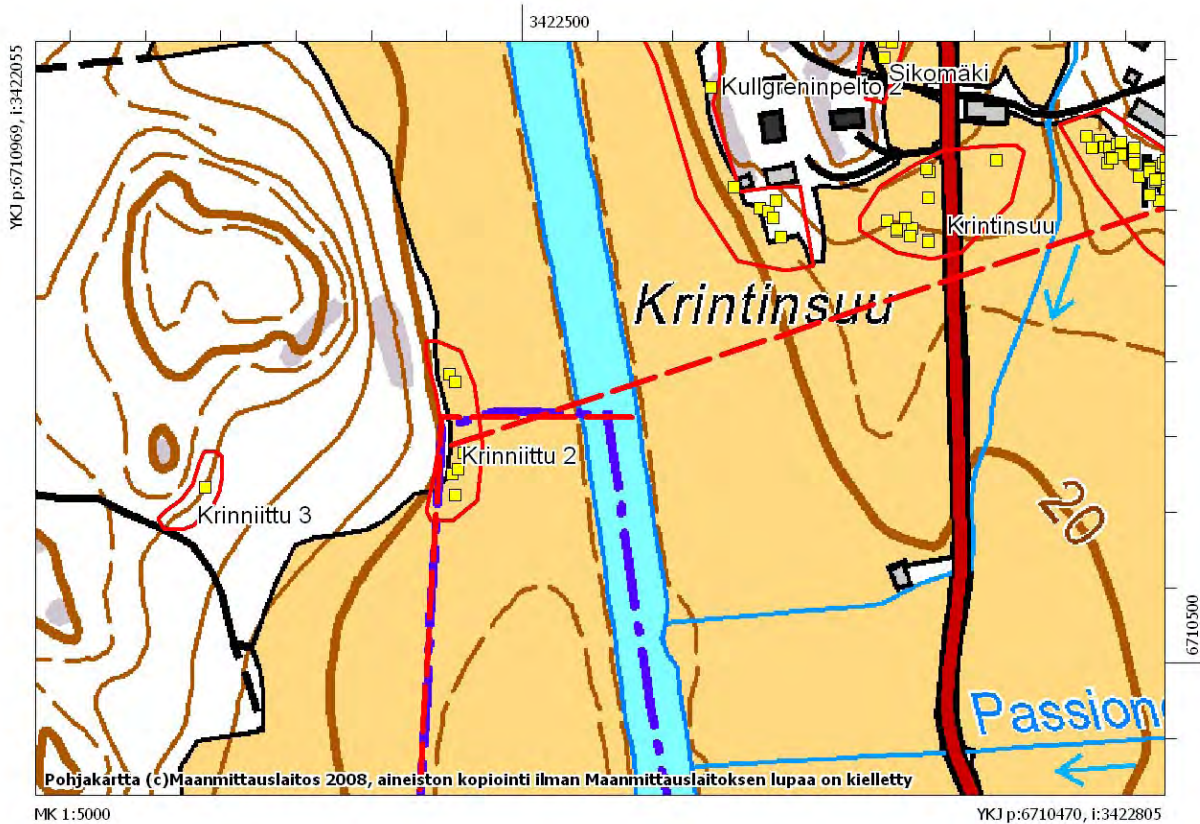 3422500
YKJ p:6710969, i:3422055
Sikomäki
Kullgreninpelto 2
Krintinsuu
Krintinsuu
Krinniittu 2
Krinniittu 3
20
6710500
Passion
Pohjakartta (c)Maanmittauslaitos 2008, aineiston kopiointi ilman Maanmittauslaitoksen lupaa on kielletty
MK 1:5000
YKJ p:6710470, i:3422805